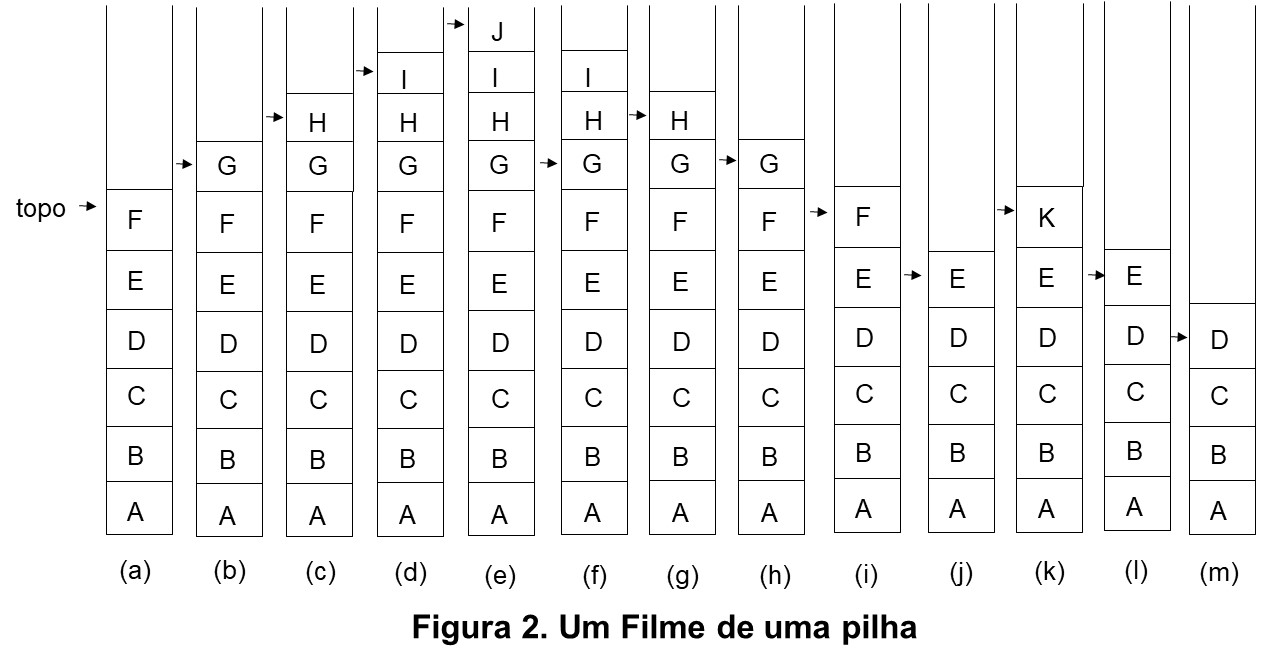 J
I I I
H H H H H
G G G G G G G
topo F F F F F F F F F K
E E E E E E E E E E E E
D D D D D D D D D D D D D
C C C C C C C C C C C C C
B B B B B B B B B B B B B
A A A A A A A A A A A A A
(a) (b) (c) (d) (e) (f) (g) (h) (i) (j) (k) (l) (m)
Figura 2. Um Filme de uma pilha